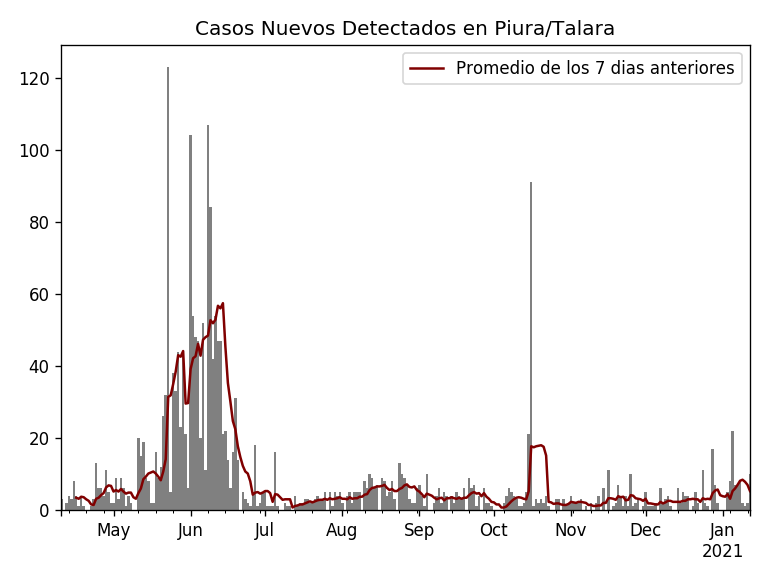 Casos Nuevos Detectados en Piura/Talara
Promedio de los 7 dias anteriores
120
100
80
60
40
20
0
May Jun Jul Aug Sep Oct Nov Dec Jan
2021